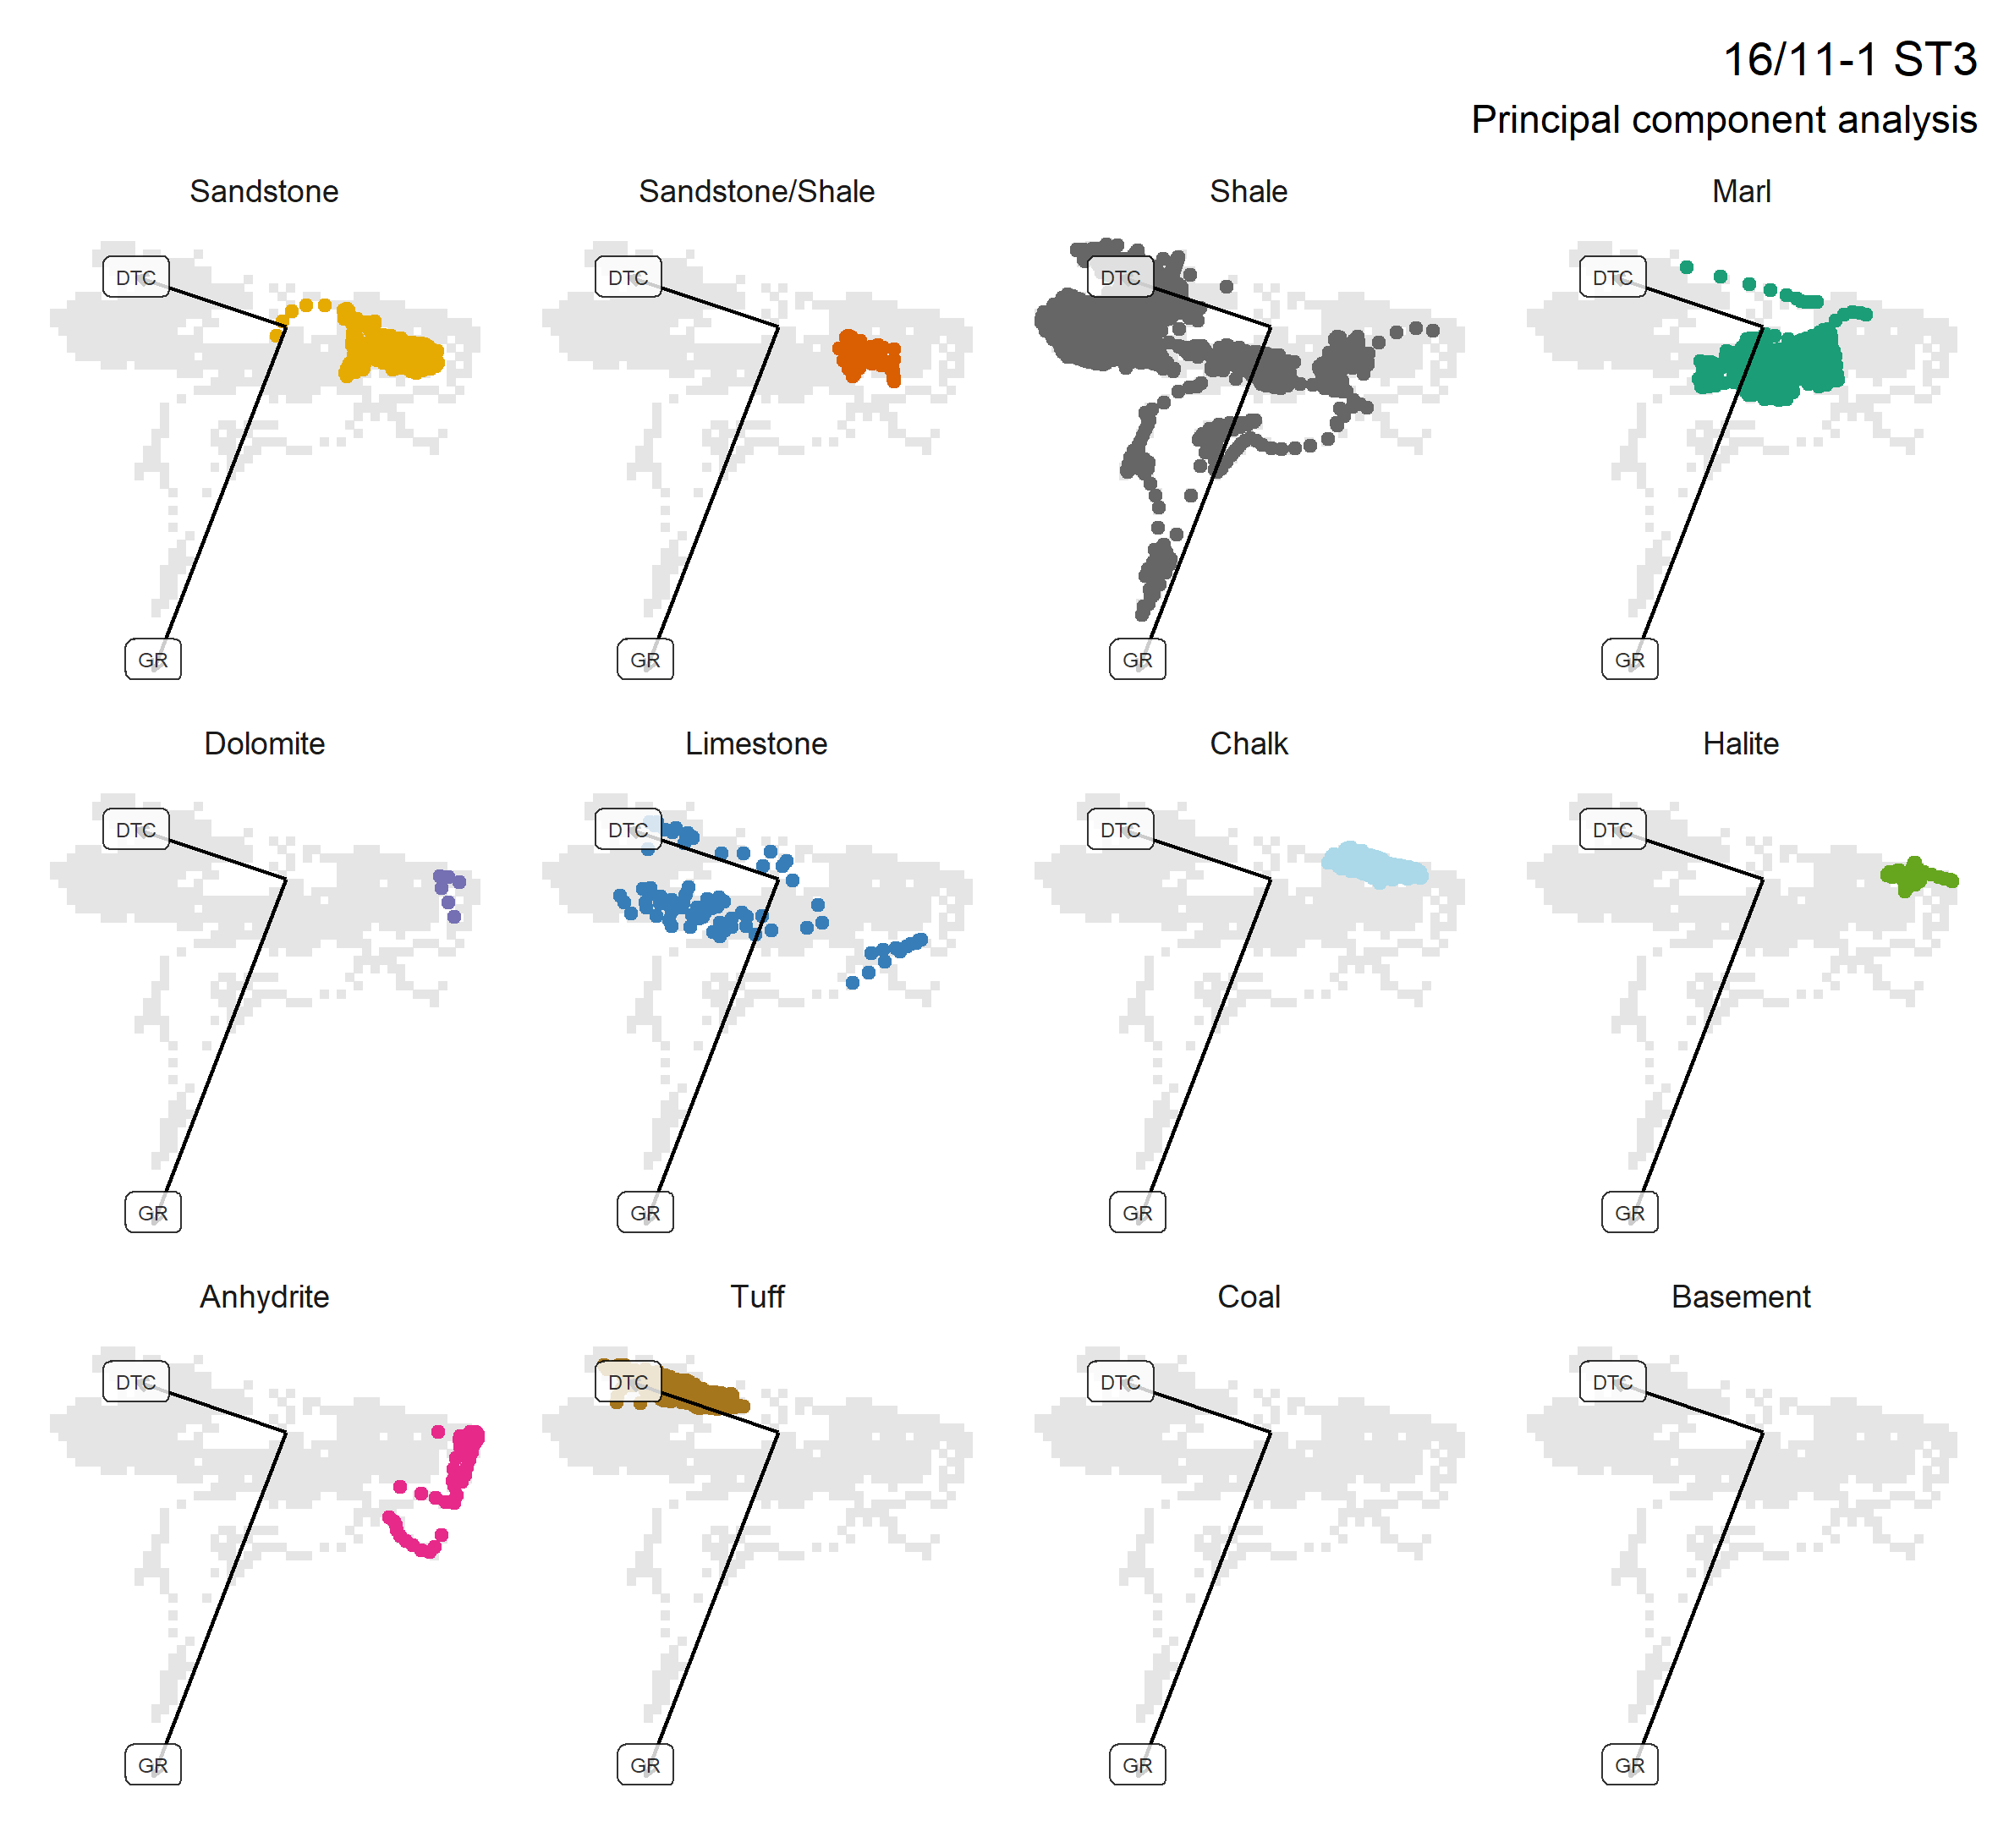 16/11-1 ST3
Principal component analysis
Sandstone
Sandstone/Shale
Shale
Marl
DTC
DTC
DTC
DTC
GR
GR
GR
GR
Dolomite
Limestone
Chalk
Halite
DTC
DTC
DTC
DTC
GR
GR
GR
GR
Anhydrite
Tuff
Coal
Basement
DTC
DTC
DTC
DTC
GR
GR
GR
GR